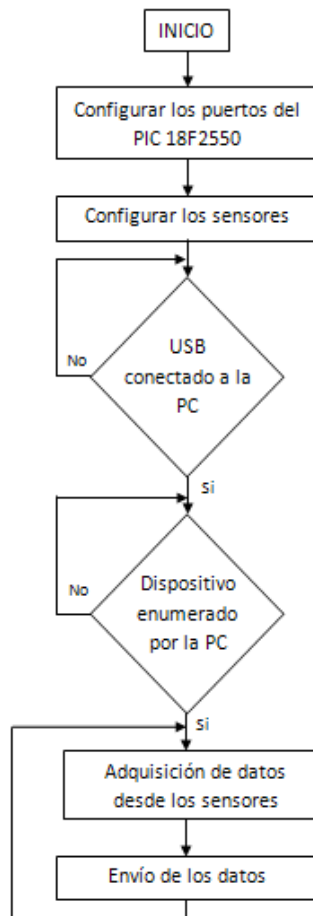 INICIO
Configurar los puertos del
PIC 18F2550
Configurar los sensores
USB
conectado a la
PC
No
si
Dispositivo
enumerado
por la PC
No
si
Adquisición de datos
desde los sensores
Envío de los datos